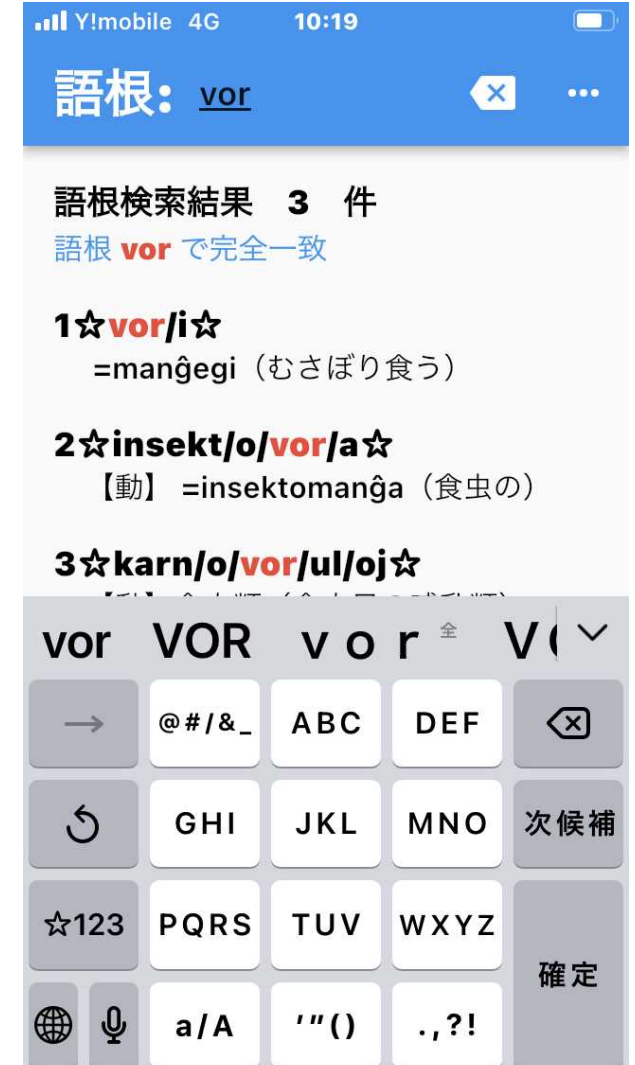 Y!mobile 4G 10:19
語根: vor
語根検索結果 3 件
語根 vor で完全一致
1☆vor/i☆
=manĝegi（むさぼり食う）
2☆insekt/o/vor/a☆
【動】 =insektomanĝa（食虫の）
3☆karn/o/vor/ul/oj☆
vor VOR ｖｏｒ 全
→ @#/&_ ABC DEF
GHI JKL MNO 次候補
☆123 PQRS TUV WXYZ
確定
a/A '"() .,?!